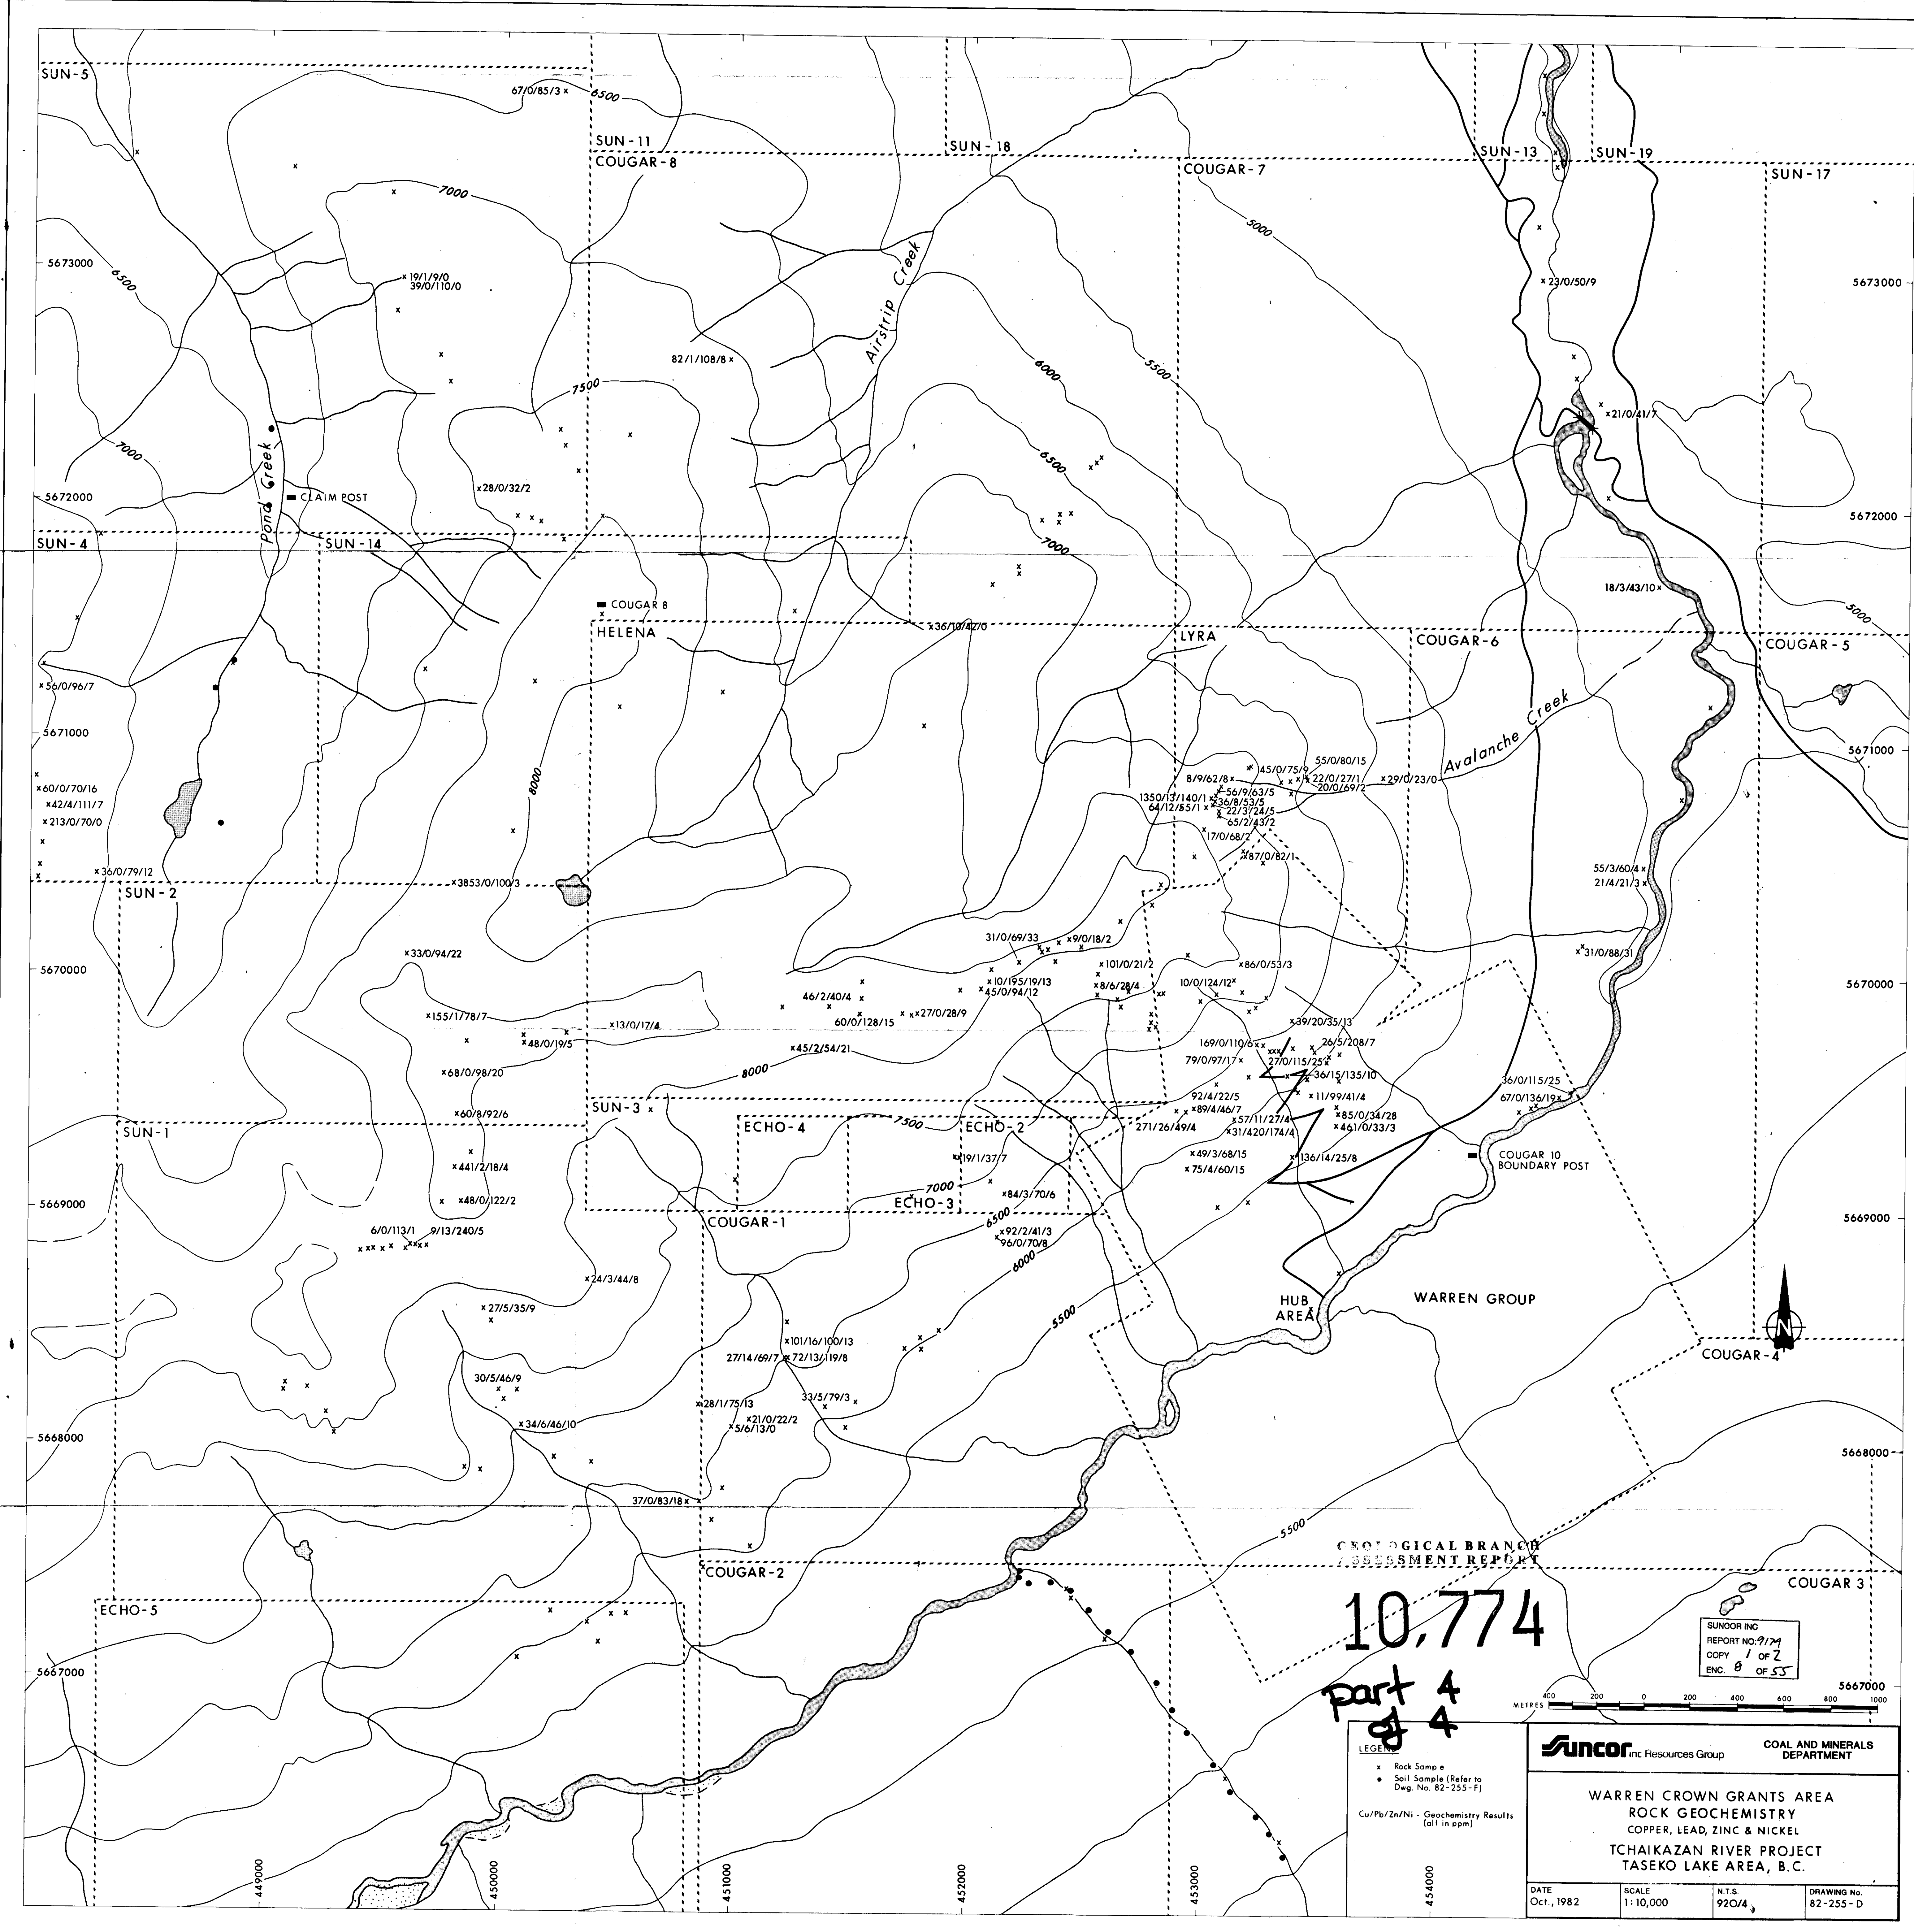 SUN-5
67/0/85/3
6500
SUN-11
SUN-18
SUN-13
SUN-19
COUGAR-8
COUGAR-7
SUN-17
7000
5000
5673000
6500
19/1/9/0
39/0/110/0
Airstrip Creek
23/0/50/9
5673000
82/1/108/8
6000
5500
7500
21/0/41/7
7000
Pond Creek
6500
28/0/32/2
5672000
CLAIM POST
5672000
SUN-4
SUN-14
7000
18/3/43/10
COUGAR 8
5000
HELENA
36/10/42/0
LYRA
COUGAR-6
COUGAR-5
56/0/96/7
Avalanche Creek
5671000
5671000
55/0/80/15
45/0/75/9
8/9/62/8
22/0/27/1
29/0/23/0
8000
20/0/69/2
60/0/70/16
56/9/63/5
1350/13/140/1
36/8/53/5
42/4/111/7
64/12/55/1
22/3/24/5
213/0/70/0
65/2/43/2
17/0/68/2
87/0/82/1
36/0/79/12
55/3/60/4
3853/0/100/3
21/4/21/3
SUN-2
31/0/69/33
9/0/18/2
33/0/94/22
31/0/88/31
5670000
101/0/21/2
86/0/53/3
5670000
10/195/19/13
8/6/28/4
10/0/124/12
45/0/94/12
46/2/40/4
155/1/78/7
60/0/128/15
27/0/28/9
13/0/17/4
39/20/35/13
48/0/19/5
45/2/54/21
169/0/110/6
26/5/208/7
79/0/97/17
27/0/115/25
68/0/98/20
8000
36/15/135/10
36/0/115/25
92/4/22/5
11/99/41/4
67/0/136/19
60/8/92/6
SUN-3
89/4/46/7
SUN-1
ECHO-4
7500
ECHO-2
271/26/49/4
57/11/27/4
85/0/34/28
31/420/174/4
461/0/33/3
441/2/18/4
19/1/37/7
49/3/68/15
136/14/25/8
COUGAR 10
BOUNDARY POST
75/4/60/15
48/0/122/2
7000
84/3/70/6
5669000
ECHO-3
COUGAR-1
6500
5669000
6/0/113/1
9/13/240/5
92/2/41/3
96/0/70/8
6000
24/3/44/8
27/5/35/9
HUB
AREA
WARREN GROUP
5500
N
101/16/100/13
27/14/69/7
72/13/119/8
COUGAR-4
30/5/46/9
33/5/79/3
28/1/75/13
21/0/22/2
34/6/46/10
5/6/13/0
5668000
5668000
37/0/83/18
5500
GEOLOGICAL BRANCH
ASSESSMENT REPORT
COUGAR-2
COUGAR 3
ECHO-5
10,774
SUNCOR INC
REPORT NO: 9179
COPY 1 OF 2
ENC. 8 OF 55
5667000
5667000
part 4
of 4
METRES 400 200 0 200 400 600 800 1000
LEGEND
x Rock Sample
● Soil Sample (Refer to
Dwg. No. 82-255-F)
Cu/Pb/Zn/Ni - Geochemistry Results
(all in ppm)
Suncor inc Resources Group
COAL AND MINERALS
DEPARTMENT
WARREN CROWN GRANTS AREA
ROCK GEOCHEMISTRY
COPPER, LEAD, ZINC & NICKEL
TCHAIKAZAN RIVER PROJECT
TASEKO LAKE AREA, B.C.
DATE
Oct., 1982
SCALE
1:10,000
N.T.S.
920/4
DRAWING No.
82-255-D
449000
450000
451000
452000
453000
454000